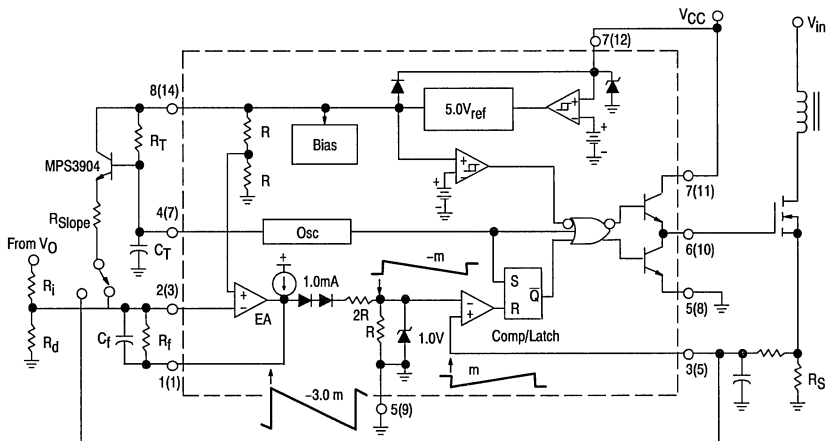 VCC
Vin
7(12)
8(14)
5.0Vref
+
−
RT
R
Bias
MPS3904
R
+
−
+
−
7(11)
RSlope
4(7)
Osc
6(10)
From VO
CT
+
−m
Ri
2(3)
1.0mA
S
Q̅
5(8)
+
−
EA
2R
−
+
R
R
Rd
Cf
Rf
1.0V
Comp/Latch
1(1)
3(5)
m
−3.0 m
5(9)
RS